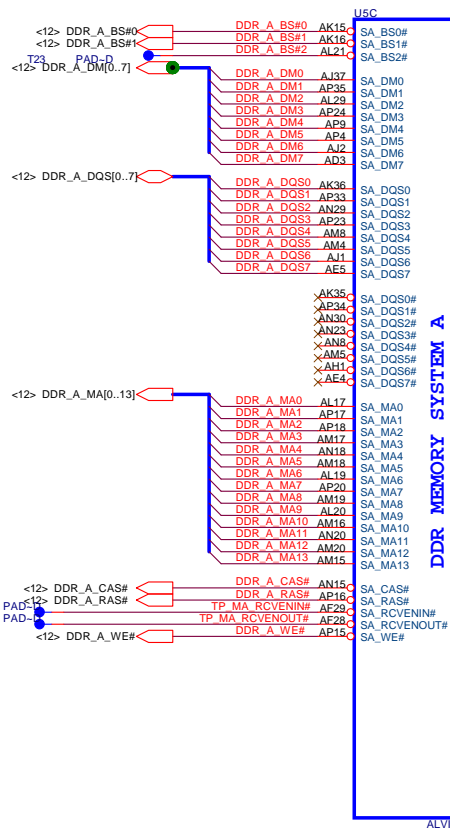 U5C
<12> DDR_A_BS#0 DDR_A_BS#0 AK15 SA_BS0#
<12> DDR_A_BS#1 DDR_A_BS#1 AK16 SA_BS1#
T23 PAD~D DDR_A_BS#2 AL21 SA_BS2#
<12> DDR_A_DM[0..7]
DDR_A_DM0 AJ37 SA_DM0
DDR_A_DM1 AP35 SA_DM1
DDR_A_DM2 AL29 SA_DM2
DDR_A_DM3 AP24 SA_DM3
DDR_A_DM4 AP9 SA_DM4
DDR_A_DM5 AP4 SA_DM5
DDR_A_DM6 AJ2 SA_DM6
DDR_A_DM7 AD3 SA_DM7
<12> DDR_A_DQS[0..7]
DDR_A_DQS0 AK36 SA_DQS0
DDR_A_DQS1 AP33 SA_DQS1
DDR_A_DQS2 AN29 SA_DQS2
DDR_A_DQS3 AP23 SA_DQS3
DDR_A_DQS4 AM8 SA_DQS4
DDR_A_DQS5 AM4 SA_DQS5
DDR_A_DQS6 AJ1 SA_DQS6
DDR_A_DQS7 AE5 SA_DQS7
AK35 SA_DQS0#
AP34 SA_DQS1#
AN30 SA_DQS2#
AN23 SA_DQS3#
AN8 SA_DQS4#
AM5 SA_DQS5#
AH1 SA_DQS6#
AE4 SA_DQS7#
DDR MEMORY SYSTEM A
<12> DDR_A_MA[0..13]
DDR_A_MA0 AL17 SA_MA0
DDR_A_MA1 AP17 SA_MA1
DDR_A_MA2 AP18 SA_MA2
DDR_A_MA3 AM17 SA_MA3
DDR_A_MA4 AN18 SA_MA4
DDR_A_MA5 AM18 SA_MA5
DDR_A_MA6 AL19 SA_MA6
DDR_A_MA7 AP20 SA_MA7
DDR_A_MA8 AM19 SA_MA8
DDR_A_MA9 AL20 SA_MA9
DDR_A_MA10 AM16 SA_MA10
DDR_A_MA11 AN20 SA_MA11
DDR_A_MA12 AM20 SA_MA12
DDR_A_MA13 AM15 SA_MA13
<12> DDR_A_CAS# DDR_A_CAS# AN15 SA_CAS#
<12> DDR_A_RAS# DDR_A_RAS# AP16 SA_RAS#
TP_MA_RCVENIN# AF29 SA_RCVENIN#
TP_MA_RCVENOUT# AF28 SA_RCVENOUT#
<12> DDR_A_WE# DDR_A_WE# AP15 SA_WE#